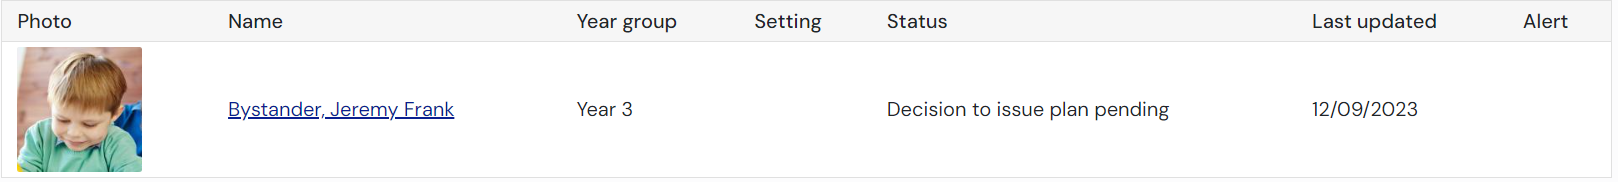 Photo Name Year group Setting Status Last updated Alert
Bystander, Jeremy Frank Year 3 Decision to issue plan pending 12/09/2023